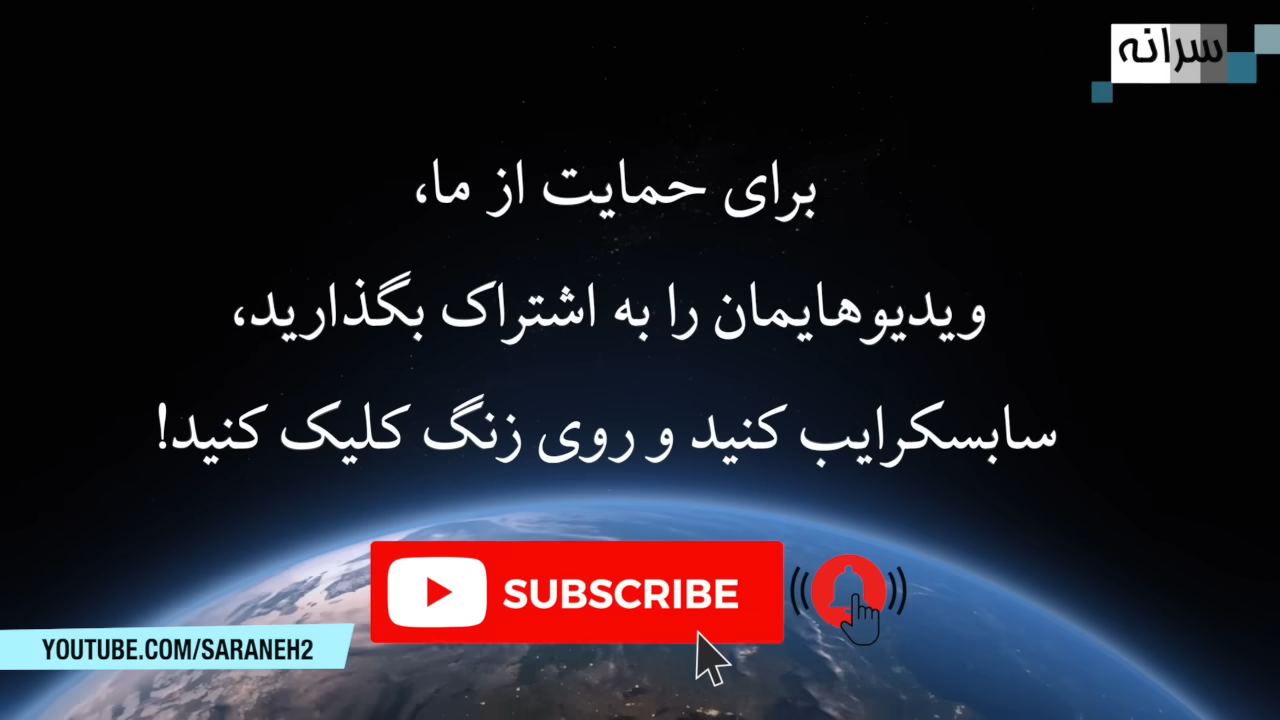 سرانه
برای حمایت از ما،
ویدیوهایمان را به اشتراک بگذارید،
سابسکرایب کنید و روی زنگ کلیک کنید!
SUBSCRIBE
YOUTUBE.COM/SARANEH2